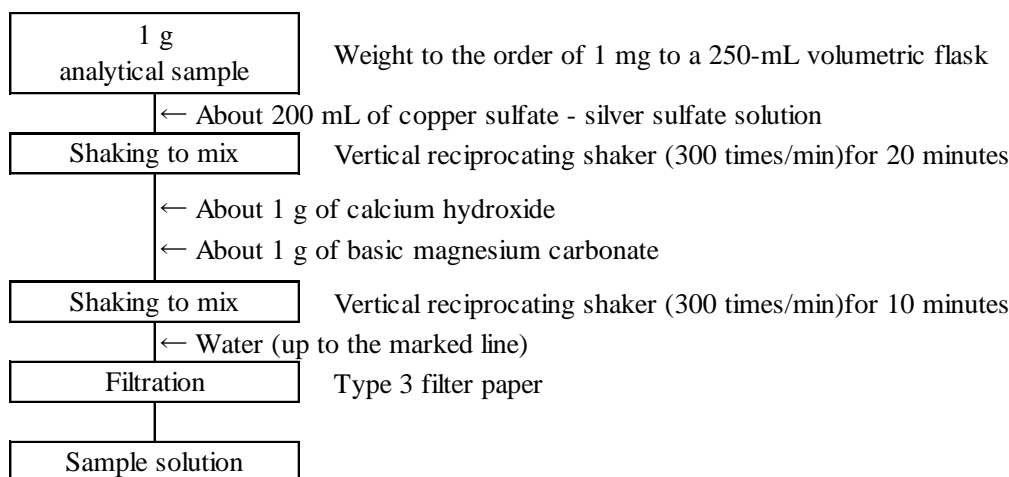 1 g
analytical sample
Weight to the order of 1 mg to a 250-mL volumetric flask
← About 200 mL of copper sulfate - silver sulfate solution
Shaking to mix
Vertical reciprocating shaker (300 times/min)for 20 minutes
← About 1 g of calcium hydroxide
← About 1 g of basic magnesium carbonate
Shaking to mix
Vertical reciprocating shaker (300 times/min)for 10 minutes
← Water (up to the marked line)
Filtration
Type 3 filter paper
Sample solution